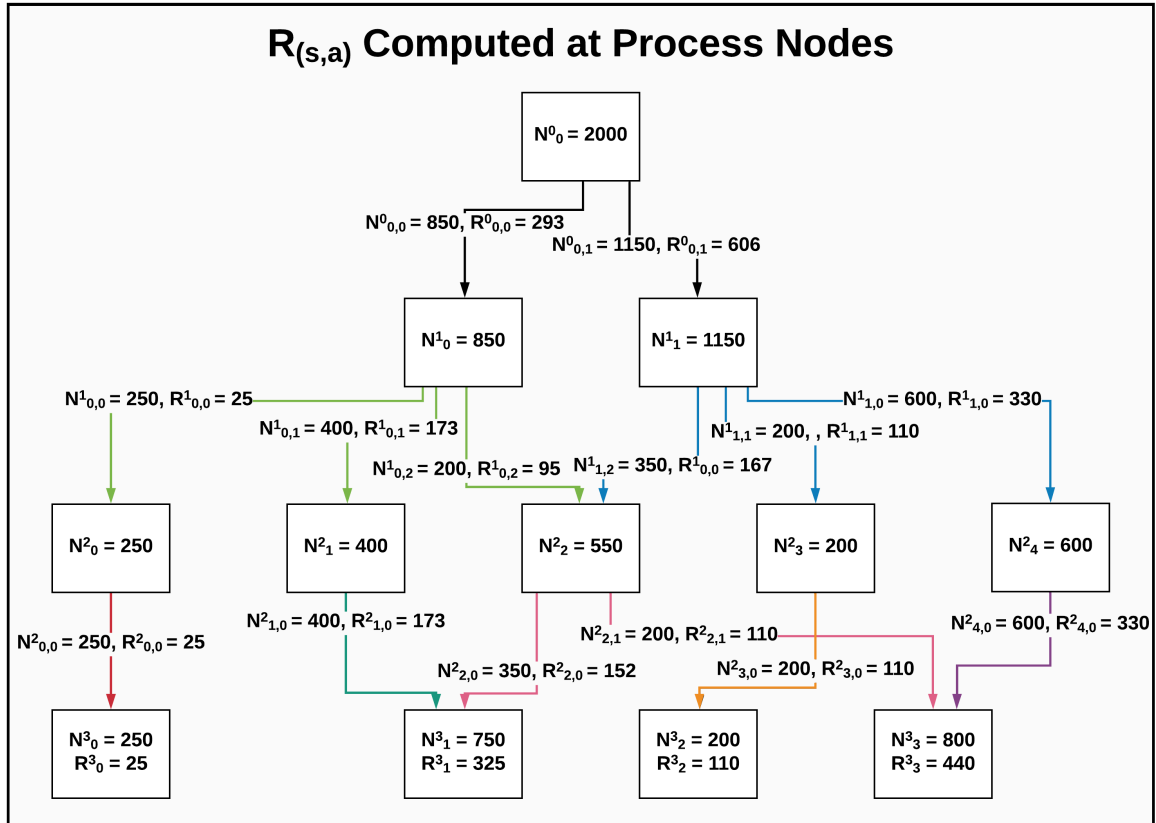 R(s,a) Computed at Process Nodes
N⁰₀ = 2000
N⁰₀,₀ = 850, R⁰₀,₀ = 293
N⁰₀,₁ = 1150, R⁰₀,₁ = 606
N¹₀ = 850
N¹₁ = 1150
N¹₀,₀ = 250, R¹₀,₀ = 25
N¹₁,₀ = 600, R¹₁,₀ = 330
N¹₀,₁ = 400, R¹₀,₁ = 173
N¹₁,₁ = 200, , R¹₁,₁ = 110
N¹₀,₂ = 200, R¹₀,₂ = 95
N¹₁,₂ = 350, R¹₀,₀ = 167
N²₀ = 250
N²₁ = 400
N²₂ = 550
N²₃ = 200
N²₄ = 600
N²₀,₀ = 250, R²₀,₀ = 25
N²₁,₀ = 400, R²₁,₀ = 173
N²₂,₁ = 200, R²₂,₁ = 110
N²₄,₀ = 600, R²₄,₀ = 330
N²₂,₀ = 350, R²₂,₀ = 152
N²₃,₀ = 200, R²₃,₀ = 110
N³₀ = 250
R³₀ = 25
N³₁ = 750
R³₁ = 325
N³₂ = 200
R³₂ = 110
N³₃ = 800
R³₃ = 440